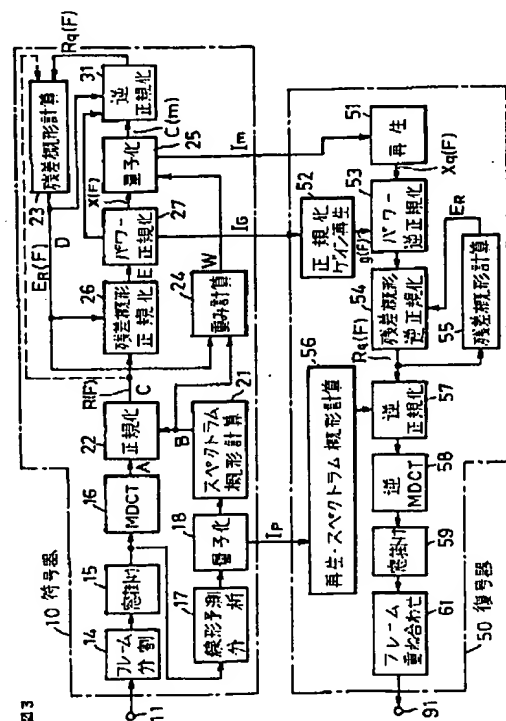 図3
10 符号器
11
14
フレーム
分割
15
窓掛け
16
MDCT
A
22
正規化
R(F)
C
26
残差概形
正規化
E
27
パワー
正規化
X(F)
25
量子化
C(m)
31
逆
正規化
Rq(F)
23
残差概形計算
ER(F)
D
24
重み計算
W
B
21
スペクトラム
概形計算
18
量子化
17
線形予測
分析
IP
IG
Im
50 復号器
51
再生
Xq(F)
52
正規化
ゲイン再生
g(F)
53
パワー
逆正規化
54
残差概形
逆正規化
ER
55
残差概形計算
Rq(F)
56
再生・スペクトラム概形計算
57
逆
正規化
58
逆
MDCT
59
窓掛け
61
フレーム
重ね合わせ
91